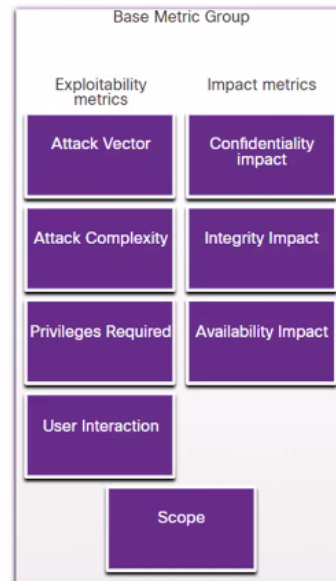 Base Metric Group
Exploitability
metrics
Impact metrics
Attack Vector
Confidentiality
impact
Attack Complexity
Integrity Impact
Privileges Required
Availability Impact
User Interaction
Scope